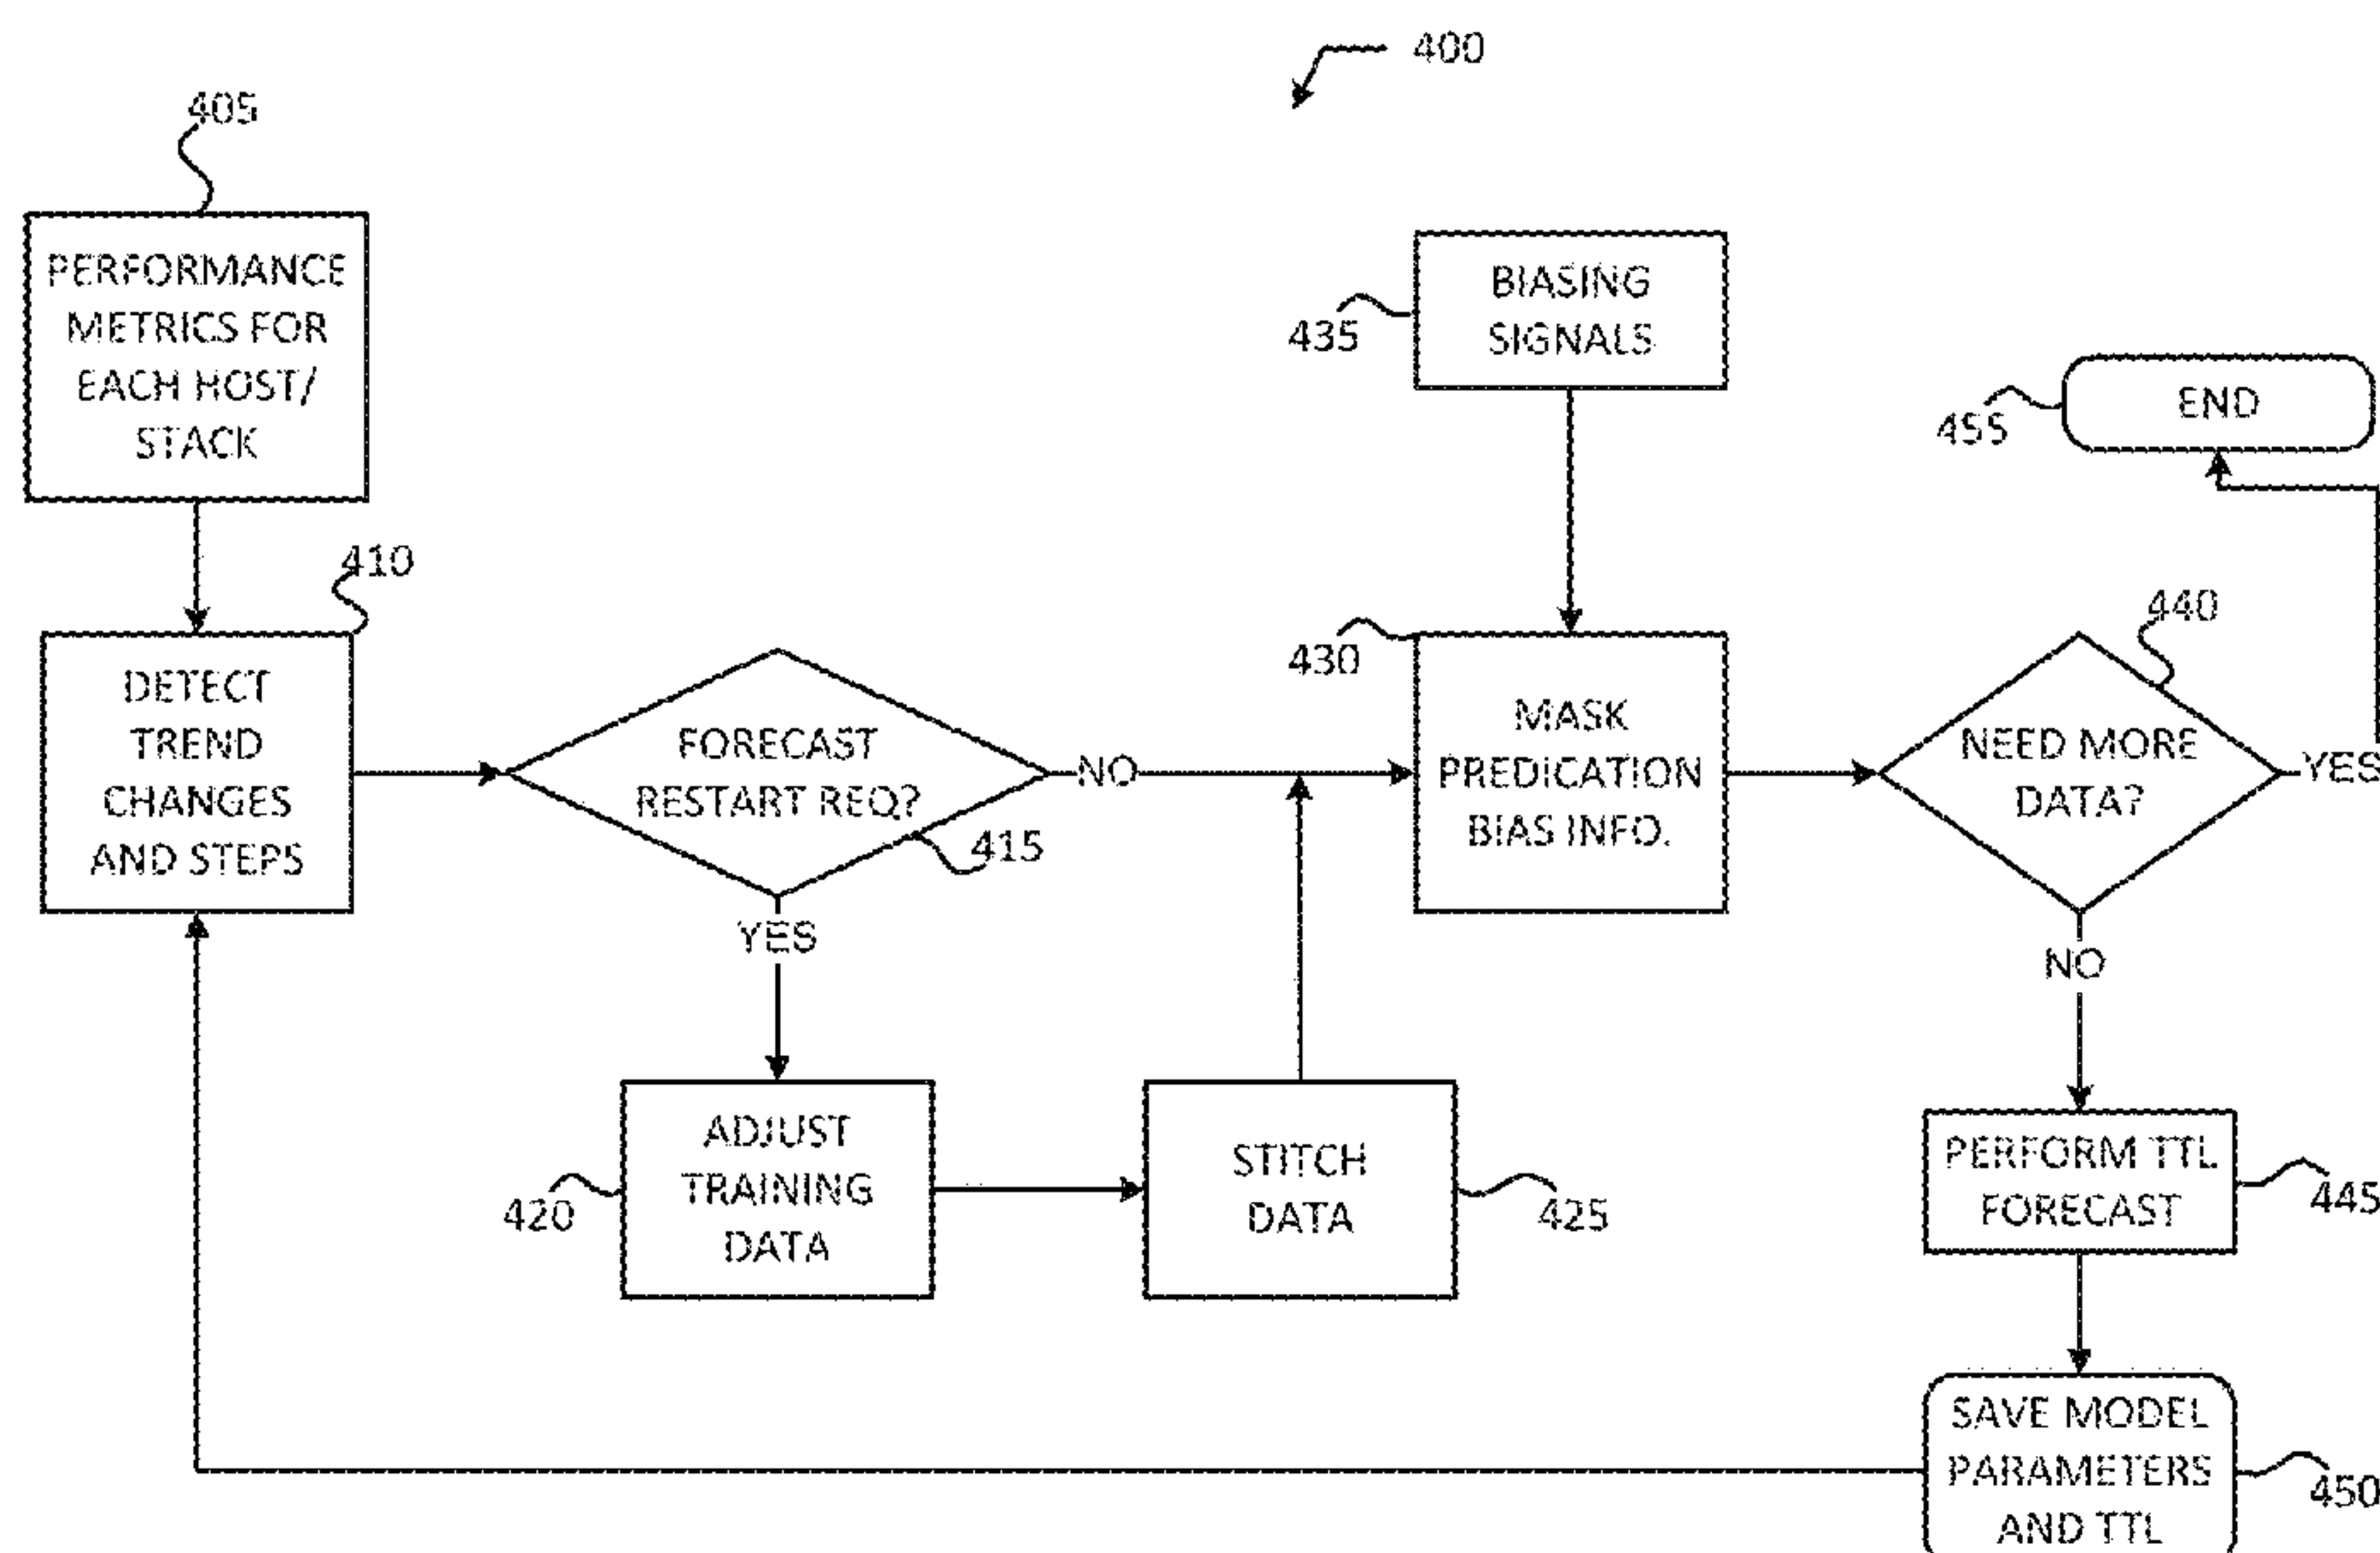 400
405
PERFORMANCE
METRICS FOR
EACH HOST/
STACK
435
BIASING
SIGNALS
455
END
410
DETECT
TREND
CHANGES
AND STEPS
FORECAST
RESTART REQ?
415
NO
YES
430
MASK
PREDICATION
BIAS INFO.
440
NEED MORE
DATA?
YES
NO
420
ADJUST
TRAINING
DATA
STITCH
DATA
425
PERFORM TTL
FORECAST
445
SAVE MODEL
PARAMETERS
AND TTL
450